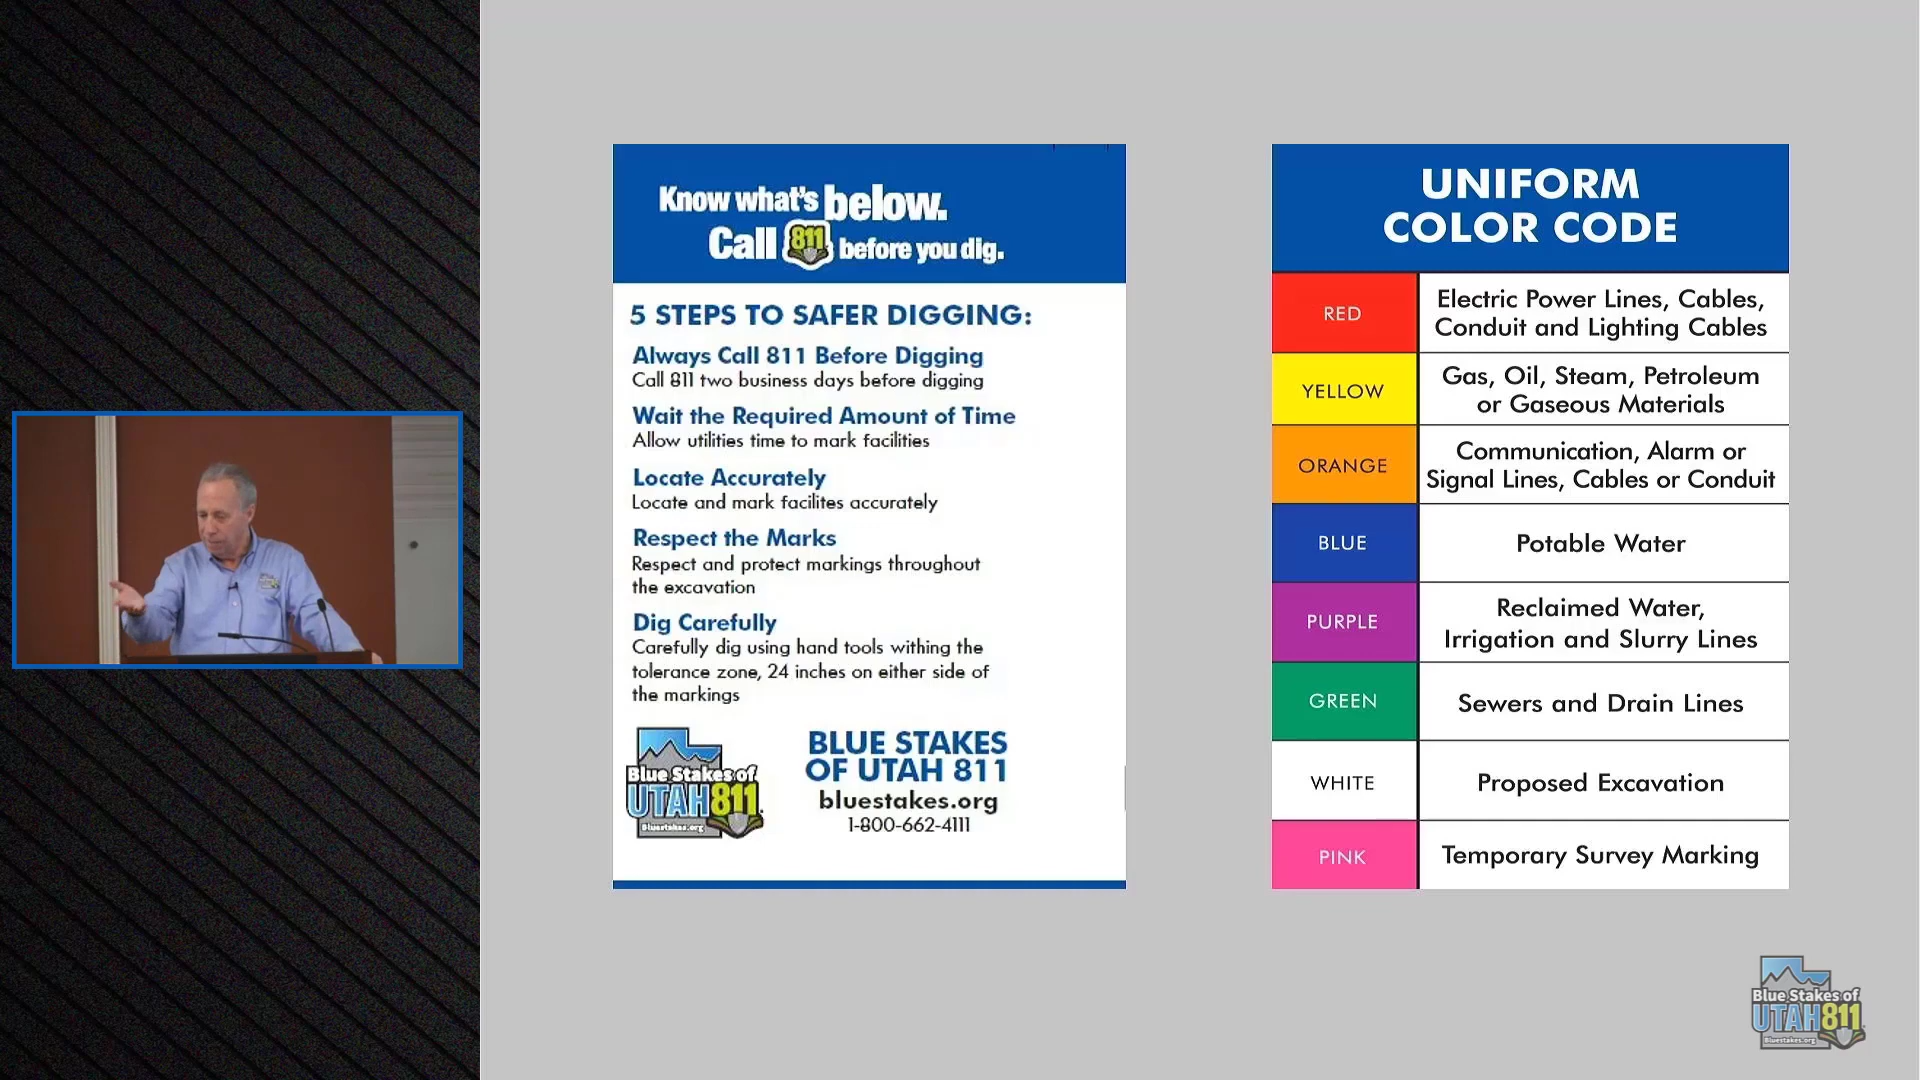 Know what's below.
Call 811 before you dig.
5 STEPS TO SAFER DIGGING:
Always Call 811 Before Digging
Call 811 two business days before digging
Wait the Required Amount of Time
Allow utilities time to mark facilities
Locate Accurately
Locate and mark facilites accurately
Respect the Marks
Respect and protect markings throughout
the excavation
Dig Carefully
Carefully dig using hand tools withing the
tolerance zone, 24 inches on either side of
the markings
Blue Stakes of
UTAH811
Bluestakes.org
BLUE STAKES
OF UTAH 811
bluestakes.org
1-800-662-4111
UNIFORM
COLOR CODE
RED
Electric Power Lines, Cables,
Conduit and Lighting Cables
YELLOW
Gas, Oil, Steam, Petroleum
or Gaseous Materials
ORANGE
Communication, Alarm or
Signal Lines, Cables or Conduit
BLUE
Potable Water
PURPLE
Reclaimed Water,
Irrigation and Slurry Lines
GREEN
Sewers and Drain Lines
WHITE
Proposed Excavation
PINK
Temporary Survey Marking
Blue Stakes of
UTAH811
Bluestakes.org